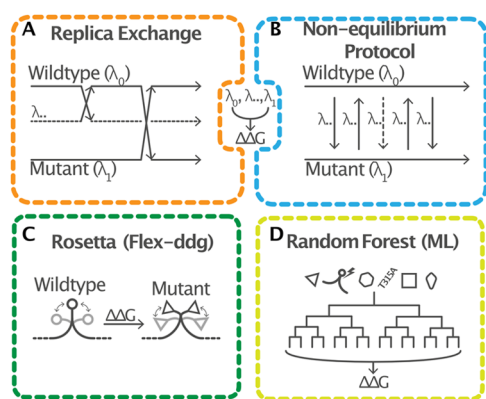 A Replica Exchange
Wildtype (λ0)
λ..
Mutant (λ1)
λ0, λ.., λ1
ΔΔG
B Non-equilibrium
Protocol
Wildtype (λ0)
λ.. λ.. λ.. λ.. λ..
Mutant (λ1)
C Rosetta (Flex-ddg)
Wildtype
Mutant
ΔΔG
D Random Forest (ML)
T315A
ΔΔG